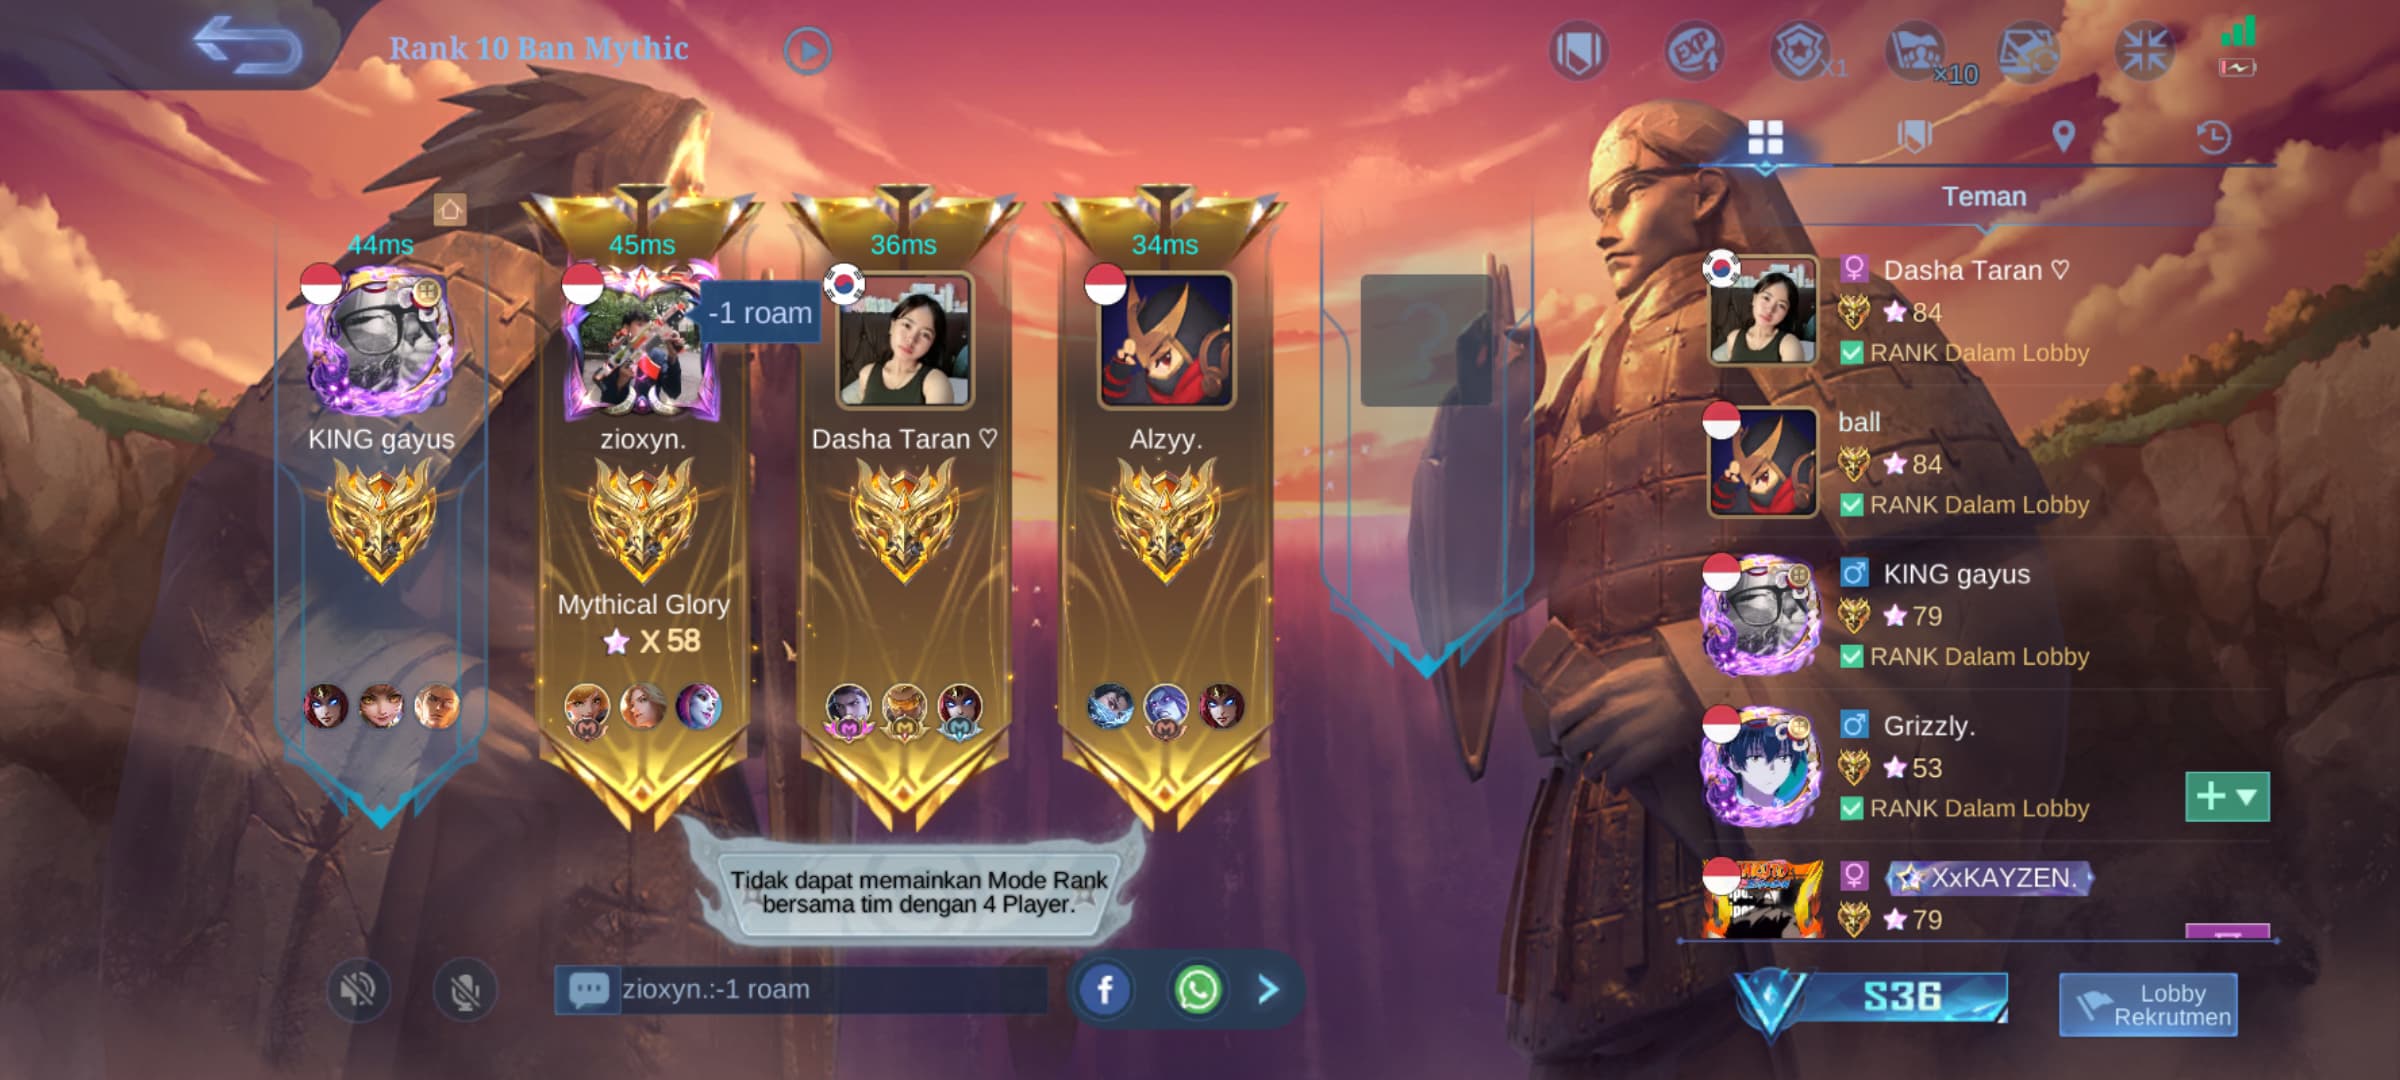 Rank 10 Ban Mythic
EXP
X1
×10
44ms
45ms
36ms
34ms
-1 roam
KING gayus
zioxyn.
Dasha Taran ♡
Alzyy.
?
Mythical Glory
X 58
Tidak dapat memainkan Mode Rank
bersama tim dengan 4 Player.
zioxyn.:-1 roam
Teman
Dasha Taran ♡
84
RANK Dalam Lobby
ball
84
RANK Dalam Lobby
KING gayus
79
RANK Dalam Lobby
Grizzly.
53
RANK Dalam Lobby
XxKAYZEN.
79
S36
Lobby
Rekrutmen